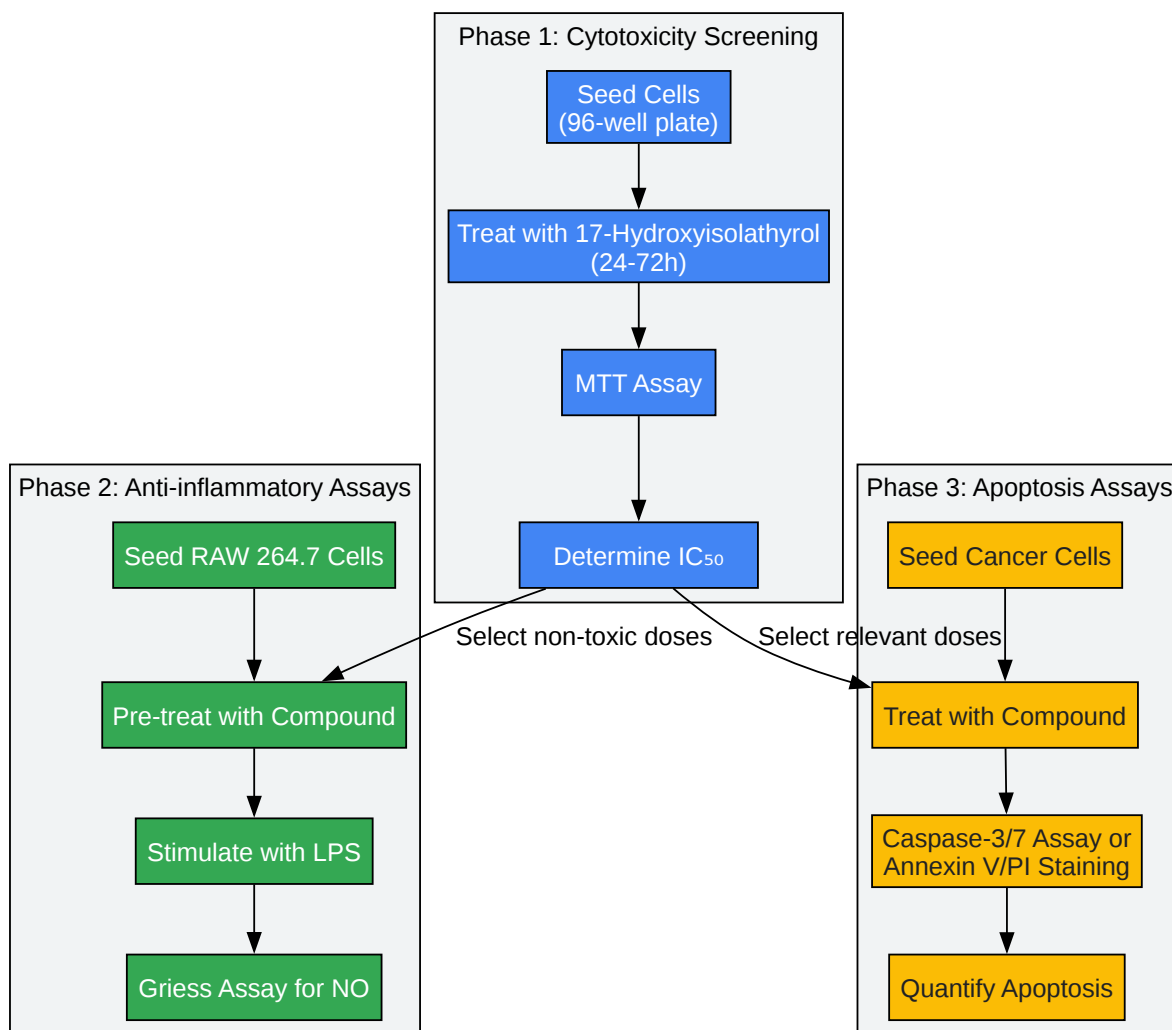 Phase 1: Cytotoxicity Screening
Seed Cells
(96-well plate)
Treat with 17-Hydroxyisolathyrol
(24-72h)
MTT Assay
Determine IC₅₀
Select non-toxic doses
Select relevant doses
Phase 2: Anti-inflammatory Assays
Seed RAW 264.7 Cells
Pre-treat with Compound
Stimulate with LPS
Griess Assay for NO
Phase 3: Apoptosis Assays
Seed Cancer Cells
Treat with Compound
Caspase-3/7 Assay or
Annexin V/PI Staining
Quantify Apoptosis